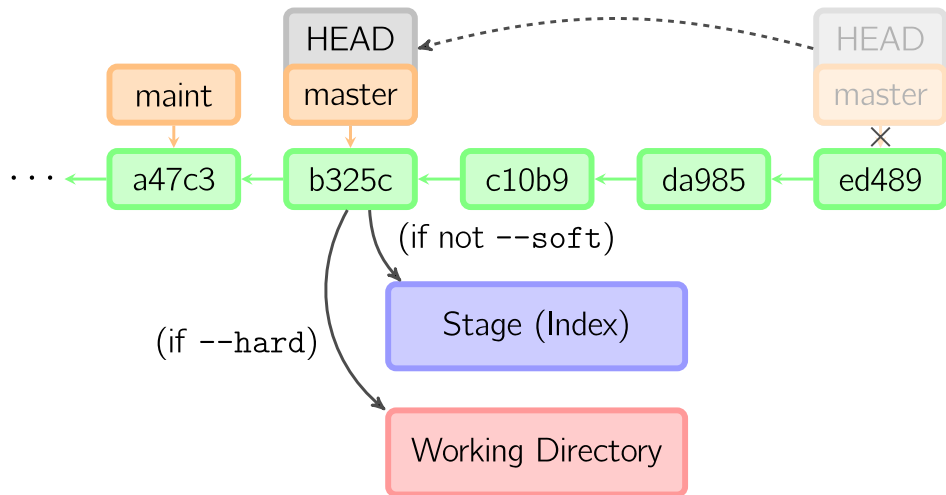 HEAD
HEAD
maint
master
master
··· a47c3 b325c c10b9 da985 ed489
(if not --soft)
Stage (Index)
(if --hard)
Working Directory